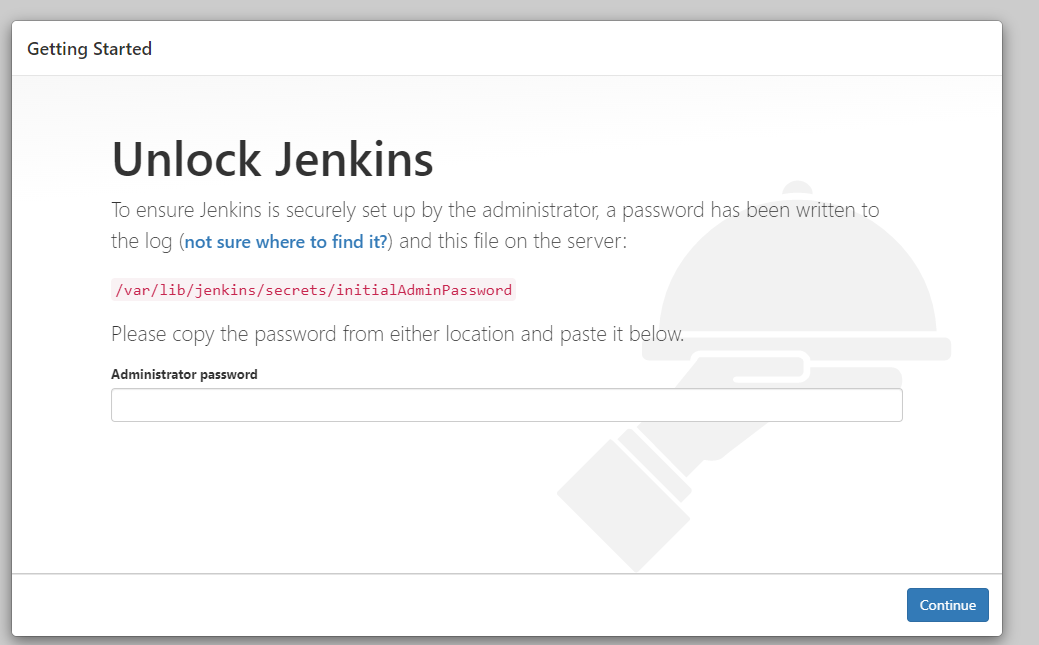 Getting Started
Unlock Jenkins
To ensure Jenkins is securely set up by the administrator, a password has been written to
the log (not sure where to find it?) and this file on the server:
/var/lib/jenkins/secrets/initialAdminPassword
Please copy the password from either location and paste it below.
Administrator password
Continue